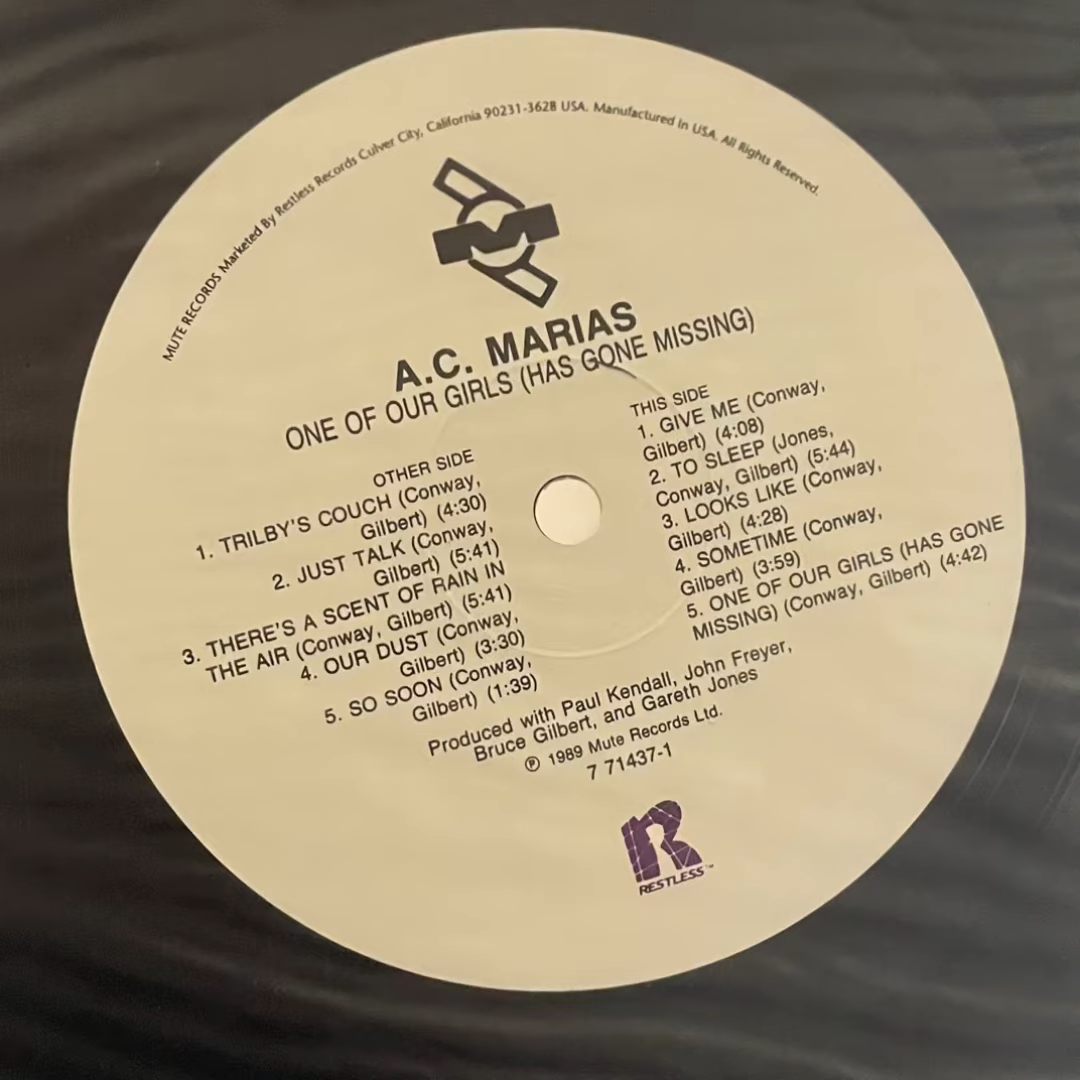 MUTE RECORDS Marketed By Restless Records Culver City, California 90231-3628 USA. Manufactured in USA. All Rights Reserved.
A.C. MARIAS
ONE OF OUR GIRLS (HAS GONE MISSING)
OTHER SIDE
1. TRILBY'S COUCH (Conway,
Gilbert) (4:30)
2. JUST TALK (Conway,
Gilbert) (5:41)
3. THERE'S A SCENT OF RAIN IN
THE AIR (Conway, Gilbert) (5:41)
4. OUR DUST (Conway,
Gilbert) (3:30)
5. SO SOON (Conway,
Gilbert) (1:39)
THIS SIDE
1. GIVE ME (Conway,
Gilbert) (4:08)
2. TO SLEEP (Jones,
Conway, Gilbert) (5:44)
3. LOOKS LIKE (Conway,
Gilbert) (4:28)
4. SOMETIME (Conway,
Gilbert) (3:59)
5. ONE OF OUR GIRLS (HAS GONE
MISSING) (Conway, Gilbert) (4:42)
Produced with Paul Kendall, John Freyer,
Bruce Gilbert, and Gareth Jones
℗ 1989 Mute Records Ltd.
7 71437-1
R
RESTLESS™